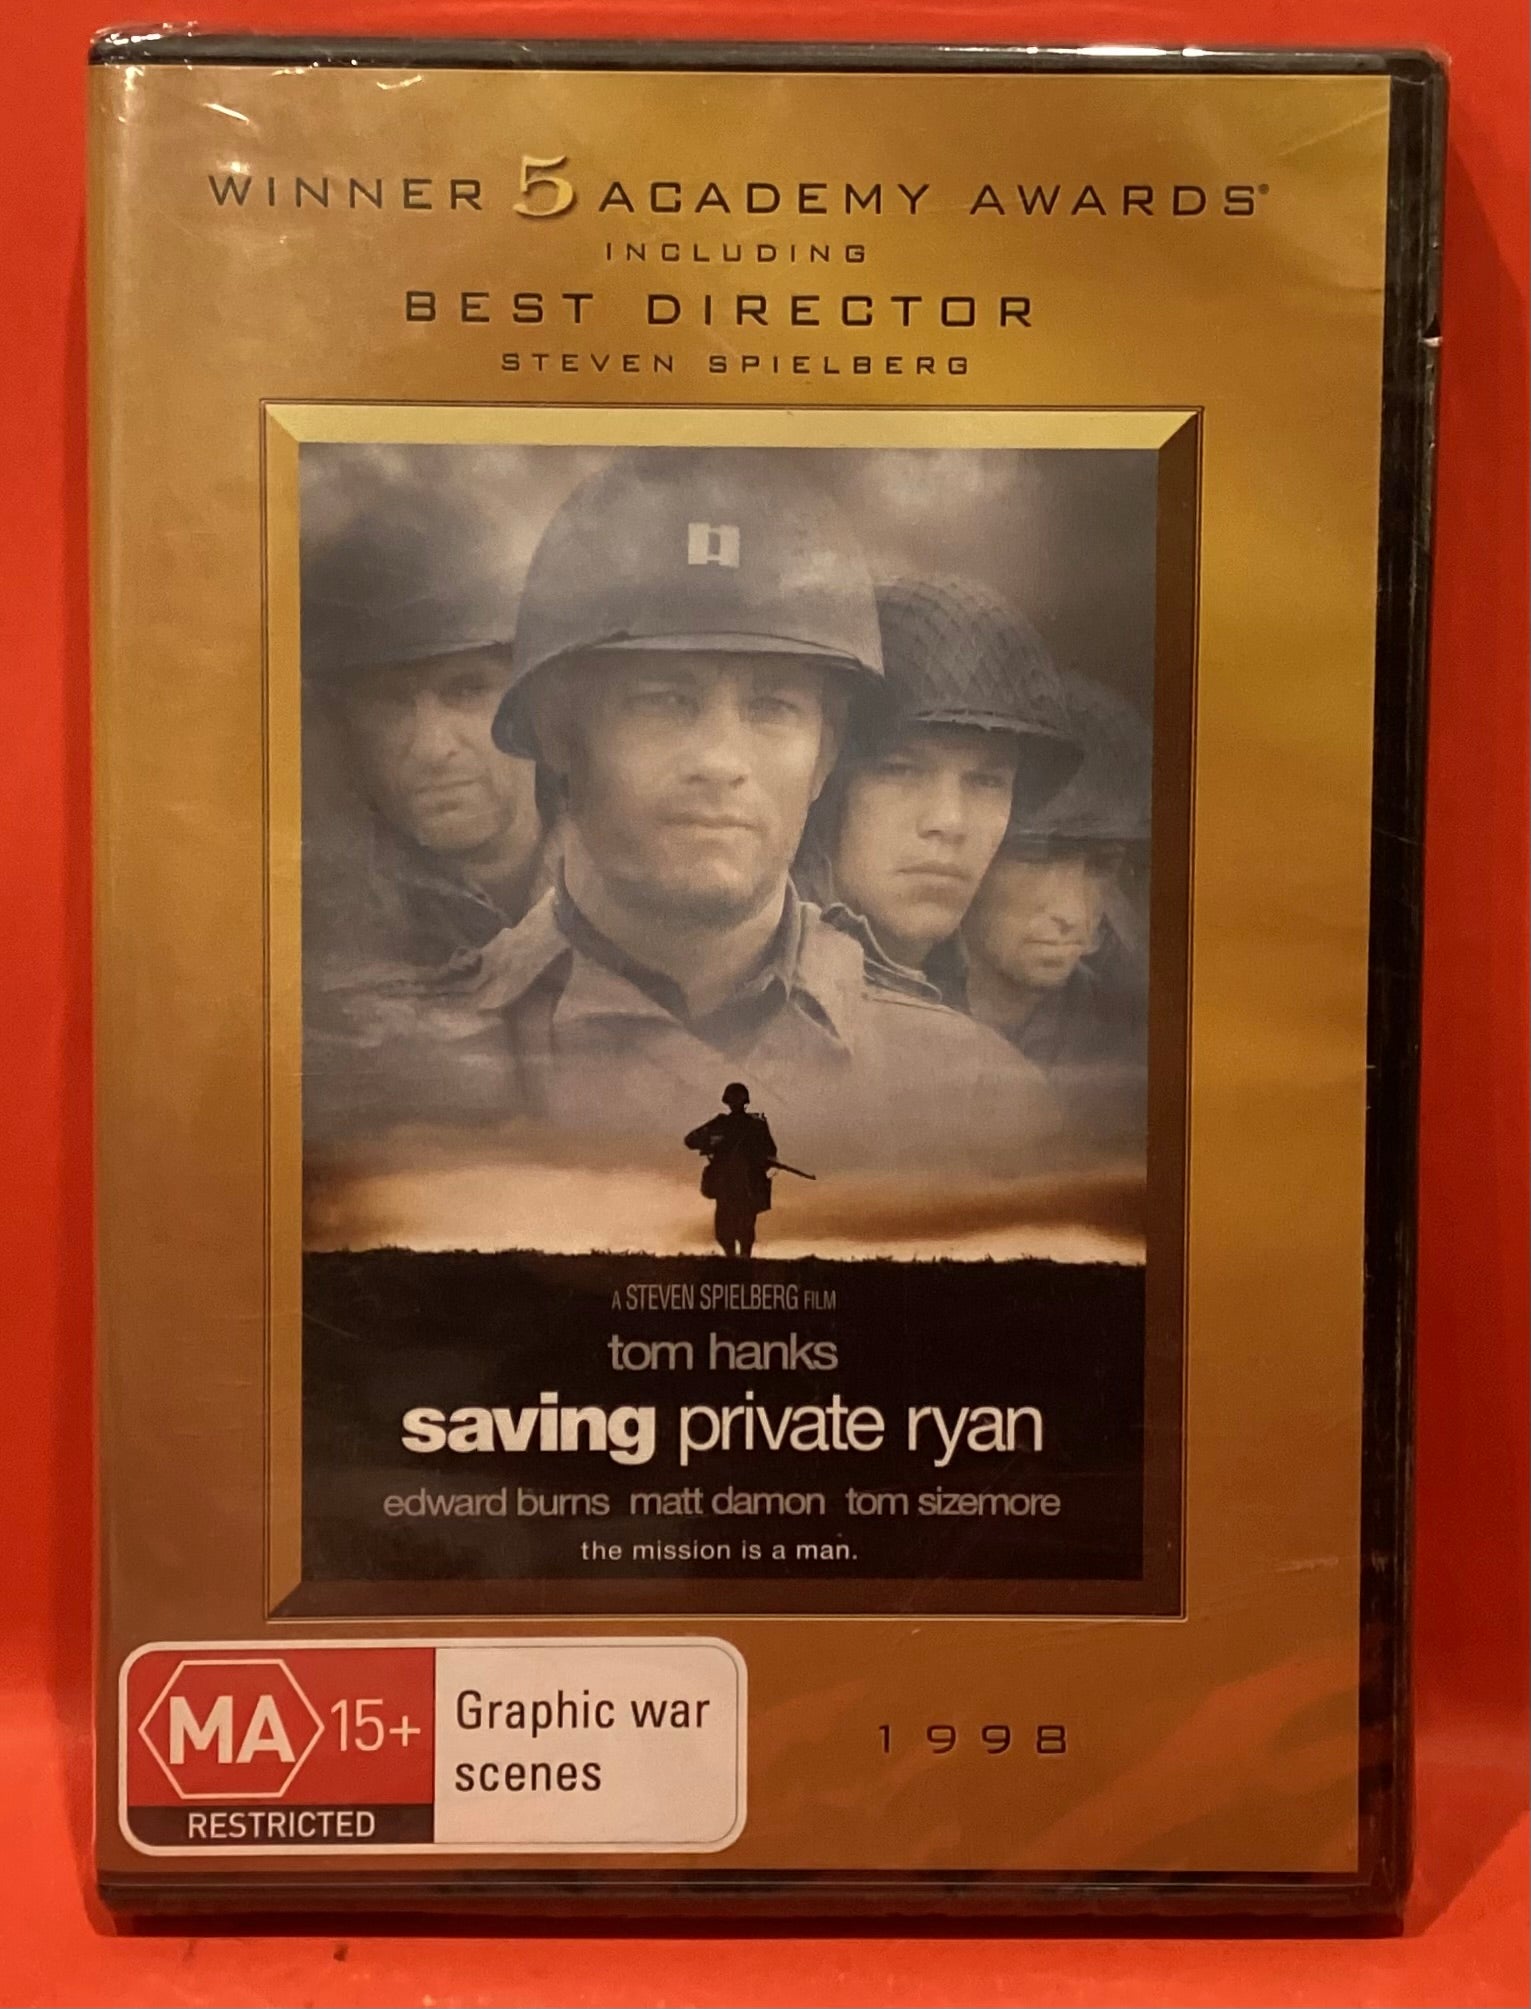 WINNER 5 ACADEMY AWARDS®
INCLUDING
BEST DIRECTOR
STEVEN SPIELBERG
A STEVEN SPIELBERG FILM
tom hanks
saving private ryan
edward burns matt damon tom sizemore
the mission is a man.
MA 15+
RESTRICTED
Graphic war
scenes
1998